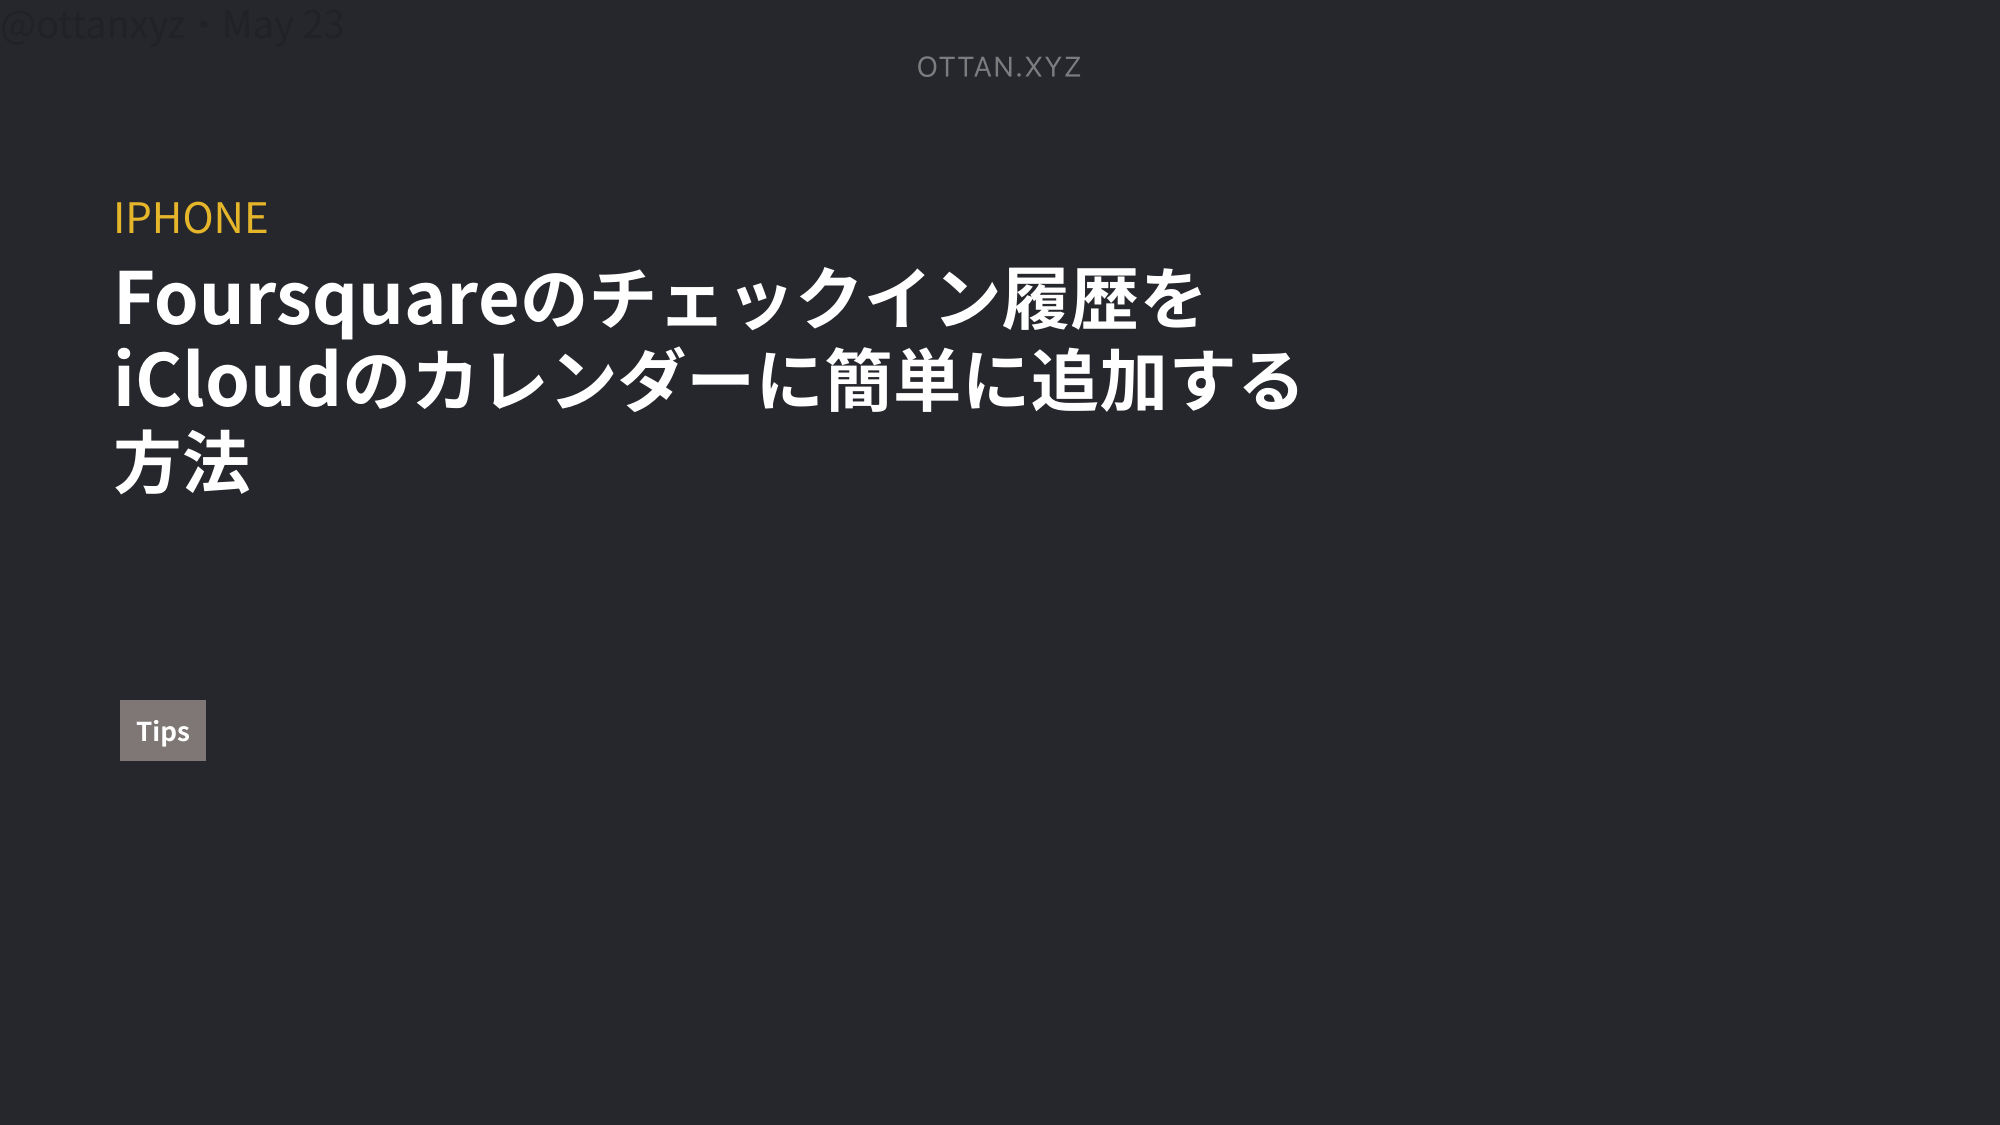 @ottanxyz・May 23
OTTAN.XYZ
IPHONE
Foursquareのチェックイン履歴を
iCloudのカレンダーに簡単に追加する
方法
Tips